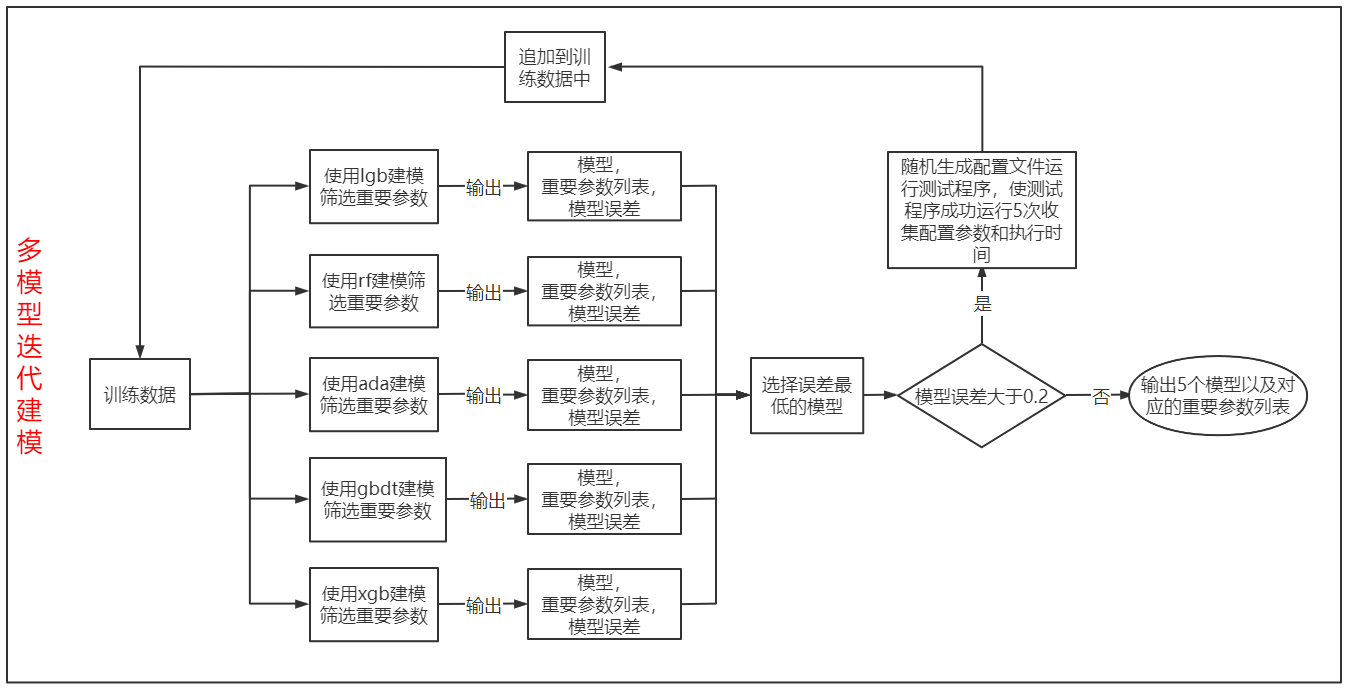 多模型迭代建模
追加到训
练数据中
训练数据
使用lgb建模
筛选重要参数
输出
模型，
重要参数列表，
模型误差
使用rf建模筛
选重要参数
输出
模型，
重要参数列表，
模型误差
使用ada建模
筛选重要参数
输出
模型，
重要参数列表，
模型误差
使用gbdt建模
筛选重要参数
输出
模型，
重要参数列表，
模型误差
使用xgb建模
筛选重要参数
输出
模型，
重要参数列表，
模型误差
选择误差最
低的模型
模型误差大于0.2
是
随机生成配置文件运
行测试程序，使测试
程序成功运行5次收
集配置参数和执行时
间
否
输出5个模型以及对
应的重要参数列表